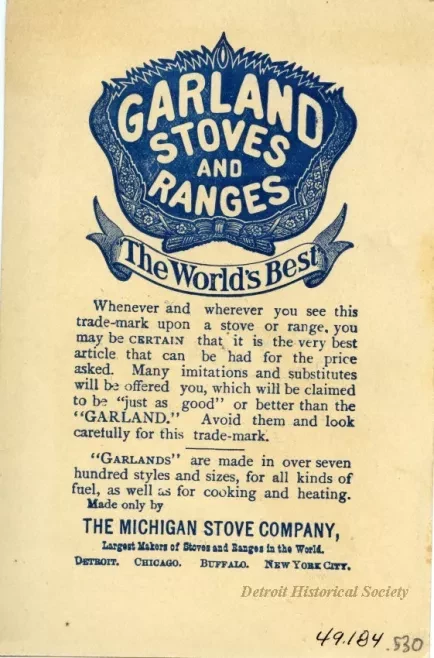 GARLAND
STOVES
AND
RANGES
The World's Best
Whenever and wherever you see this
trade-mark upon a stove or range, you
may be CERTAIN that it is the very best
article that can be had for the price
asked. Many imitations and substitutes
will be offered you, which will be claimed
to be "just as good" or better than the
"GARLAND." Avoid them and look
carefully for this trade-mark.
"GARLANDS" are made in over seven
hundred styles and sizes, for all kinds of
fuel, as well as for cooking and heating.
Made only by
THE MICHIGAN STOVE COMPANY,
Largest Makers of Stoves and Ranges in the World.
DETROIT. CHICAGO. BUFFALO. NEW YORK CITY.
Detroit Historical Society
49.184.530